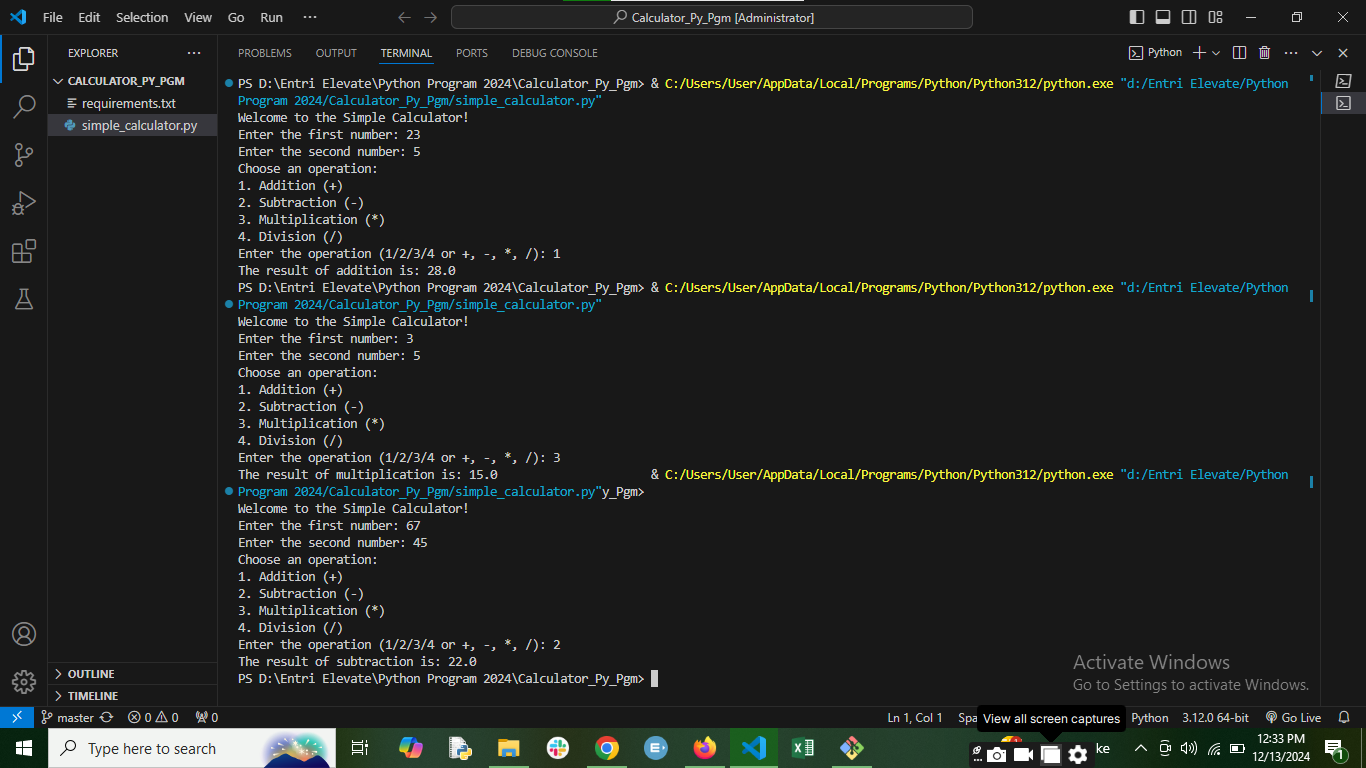 File Edit Selection View Go Run ···
Calculator_Py_Pgm [Administrator]
EXPLORER ···
CALCULATOR_PY_PGM
requirements.txt
simple_calculator.py
OUTLINE
TIMELINE
PROBLEMS OUTPUT TERMINAL PORTS DEBUG CONSOLE
Python
PS D:\Entri Elevate\Python Program 2024\Calculator_Py_Pgm> & C:/Users/User/AppData/Local/Programs/Python/Python312/python.exe "d:/Entri Elevate/Python
Program 2024/Calculator_Py_Pgm/simple_calculator.py"
Welcome to the Simple Calculator!
Enter the first number: 23
Enter the second number: 5
Choose an operation:
1. Addition (+)
2. Subtraction (-)
3. Multiplication (*)
4. Division (/)
Enter the operation (1/2/3/4 or +, -, *, /): 1
The result of addition is: 28.0
PS D:\Entri Elevate\Python Program 2024\Calculator_Py_Pgm> & C:/Users/User/AppData/Local/Programs/Python/Python312/python.exe "d:/Entri Elevate/Python
Program 2024/Calculator_Py_Pgm/simple_calculator.py"
Welcome to the Simple Calculator!
Enter the first number: 3
Enter the second number: 5
Choose an operation:
1. Addition (+)
2. Subtraction (-)
3. Multiplication (*)
4. Division (/)
Enter the operation (1/2/3/4 or +, -, *, /): 3
The result of multiplication is: 15.0 & C:/Users/User/AppData/Local/Programs/Python/Python312/python.exe "d:/Entri Elevate/Python
Program 2024/Calculator_Py_Pgm/simple_calculator.py"y_Pgm>
Welcome to the Simple Calculator!
Enter the first number: 67
Enter the second number: 45
Choose an operation:
1. Addition (+)
2. Subtraction (-)
3. Multiplication (*)
4. Division (/)
Enter the operation (1/2/3/4 or +, -, *, /): 2
The result of subtraction is: 22.0
PS D:\Entri Elevate\Python Program 2024\Calculator_Py_Pgm>
Activate Windows
Go to Settings to activate Windows.
master 0 0 0
Ln 1, Col 1 Spa
View all screen captures
Python 3.12.0 64-bit Go Live
Type here to search
ke
12:33 PM
12/13/2024
1